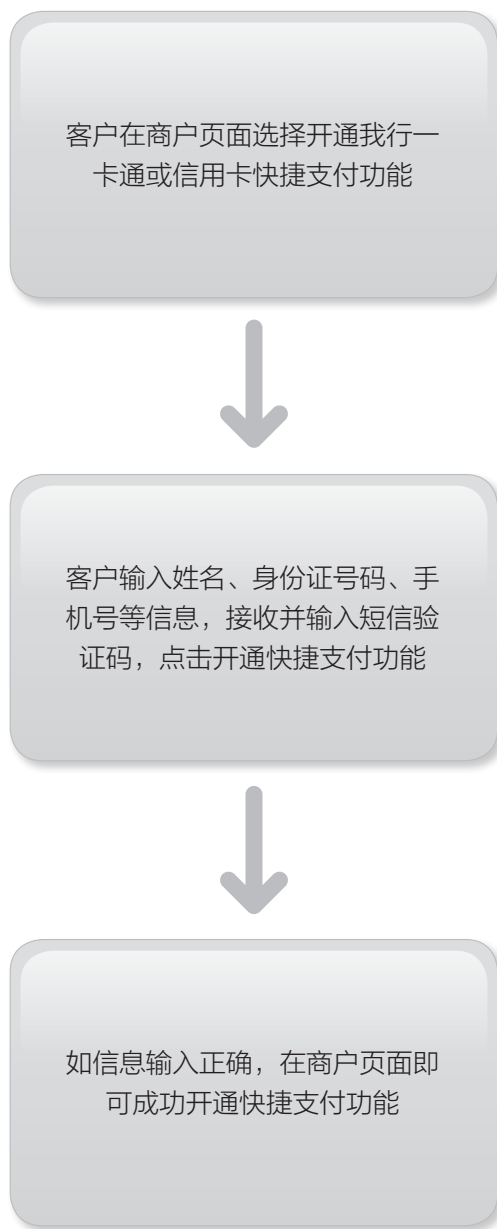 客户在商户页面选择开通我行一
卡通或信用卡快捷支付功能
客户输入姓名、身份证号码、手
机号等信息，接收并输入短信验
证码，点击开通快捷支付功能
如信息输入正确，在商户页面即
可成功开通快捷支付功能